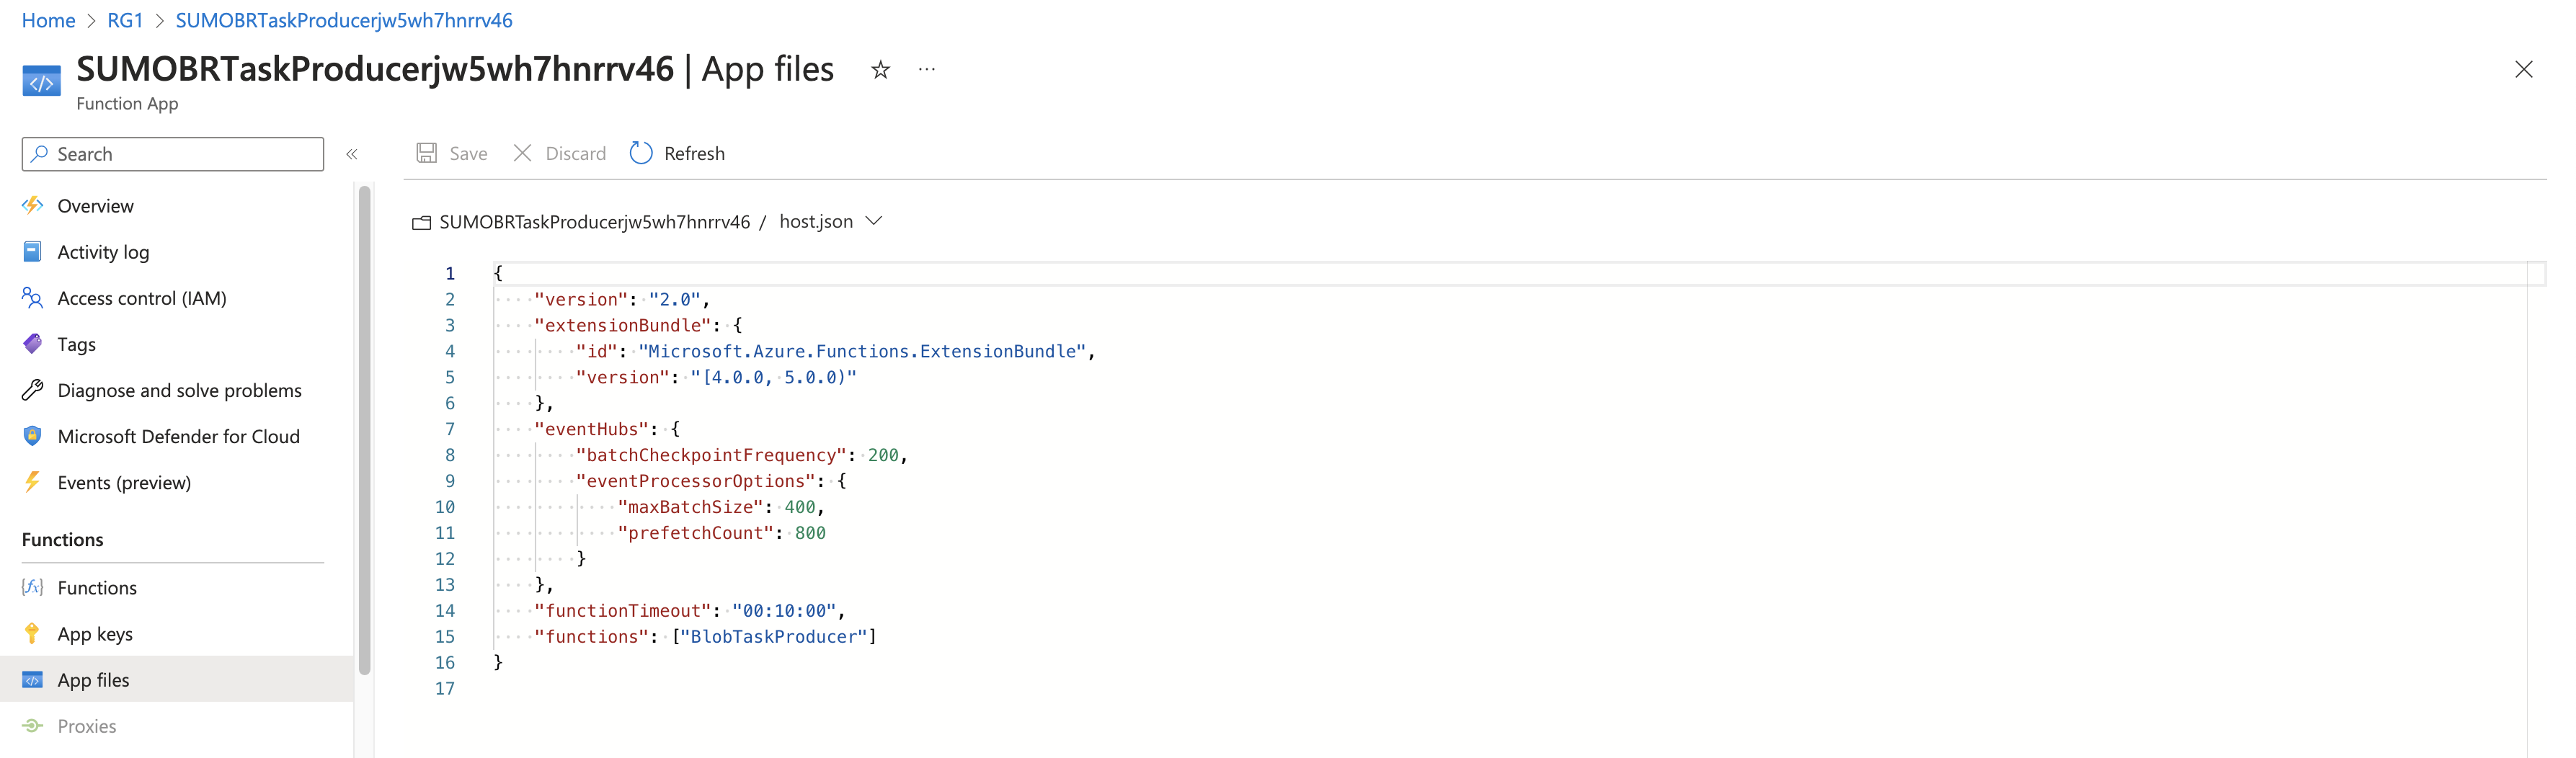 Home > RG1 > SUMOBRTaskProducerjw5wh7hnrrv46
SUMOBRTaskProducerjw5wh7hnrrv46 | App files
Function App
Search
Save Discard Refresh
Overview
Activity log
Access control (IAM)
Tags
Diagnose and solve problems
Microsoft Defender for Cloud
Events (preview)
Functions
Functions
App keys
App files
Proxies
SUMOBRTaskProducerjw5wh7hnrrv46 / host.json
1 {
2     "version": "2.0",
3     "extensionBundle": {
4         "id": "Microsoft.Azure.Functions.ExtensionBundle",
5         "version": "[4.0.0, 5.0.0)"
6     },
7     "eventHubs": {
8         "batchCheckpointFrequency": 200,
9         "eventProcessorOptions": {
10             "maxBatchSize": 400,
11             "prefetchCount": 800
12         }
13     },
14     "functionTimeout": "00:10:00",
15     "functions": ["BlobTaskProducer"]
16 }
17